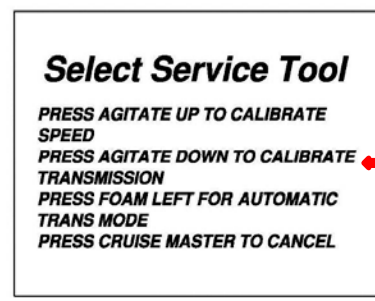 Select Service Tool
PRESS AGITATE UP TO CALIBRATE
SPEED
PRESS AGITATE DOWN TO CALIBRATE
TRANSMISSION
PRESS FOAM LEFT FOR AUTOMATIC
TRANS MODE
PRESS CRUISE MASTER TO CANCEL